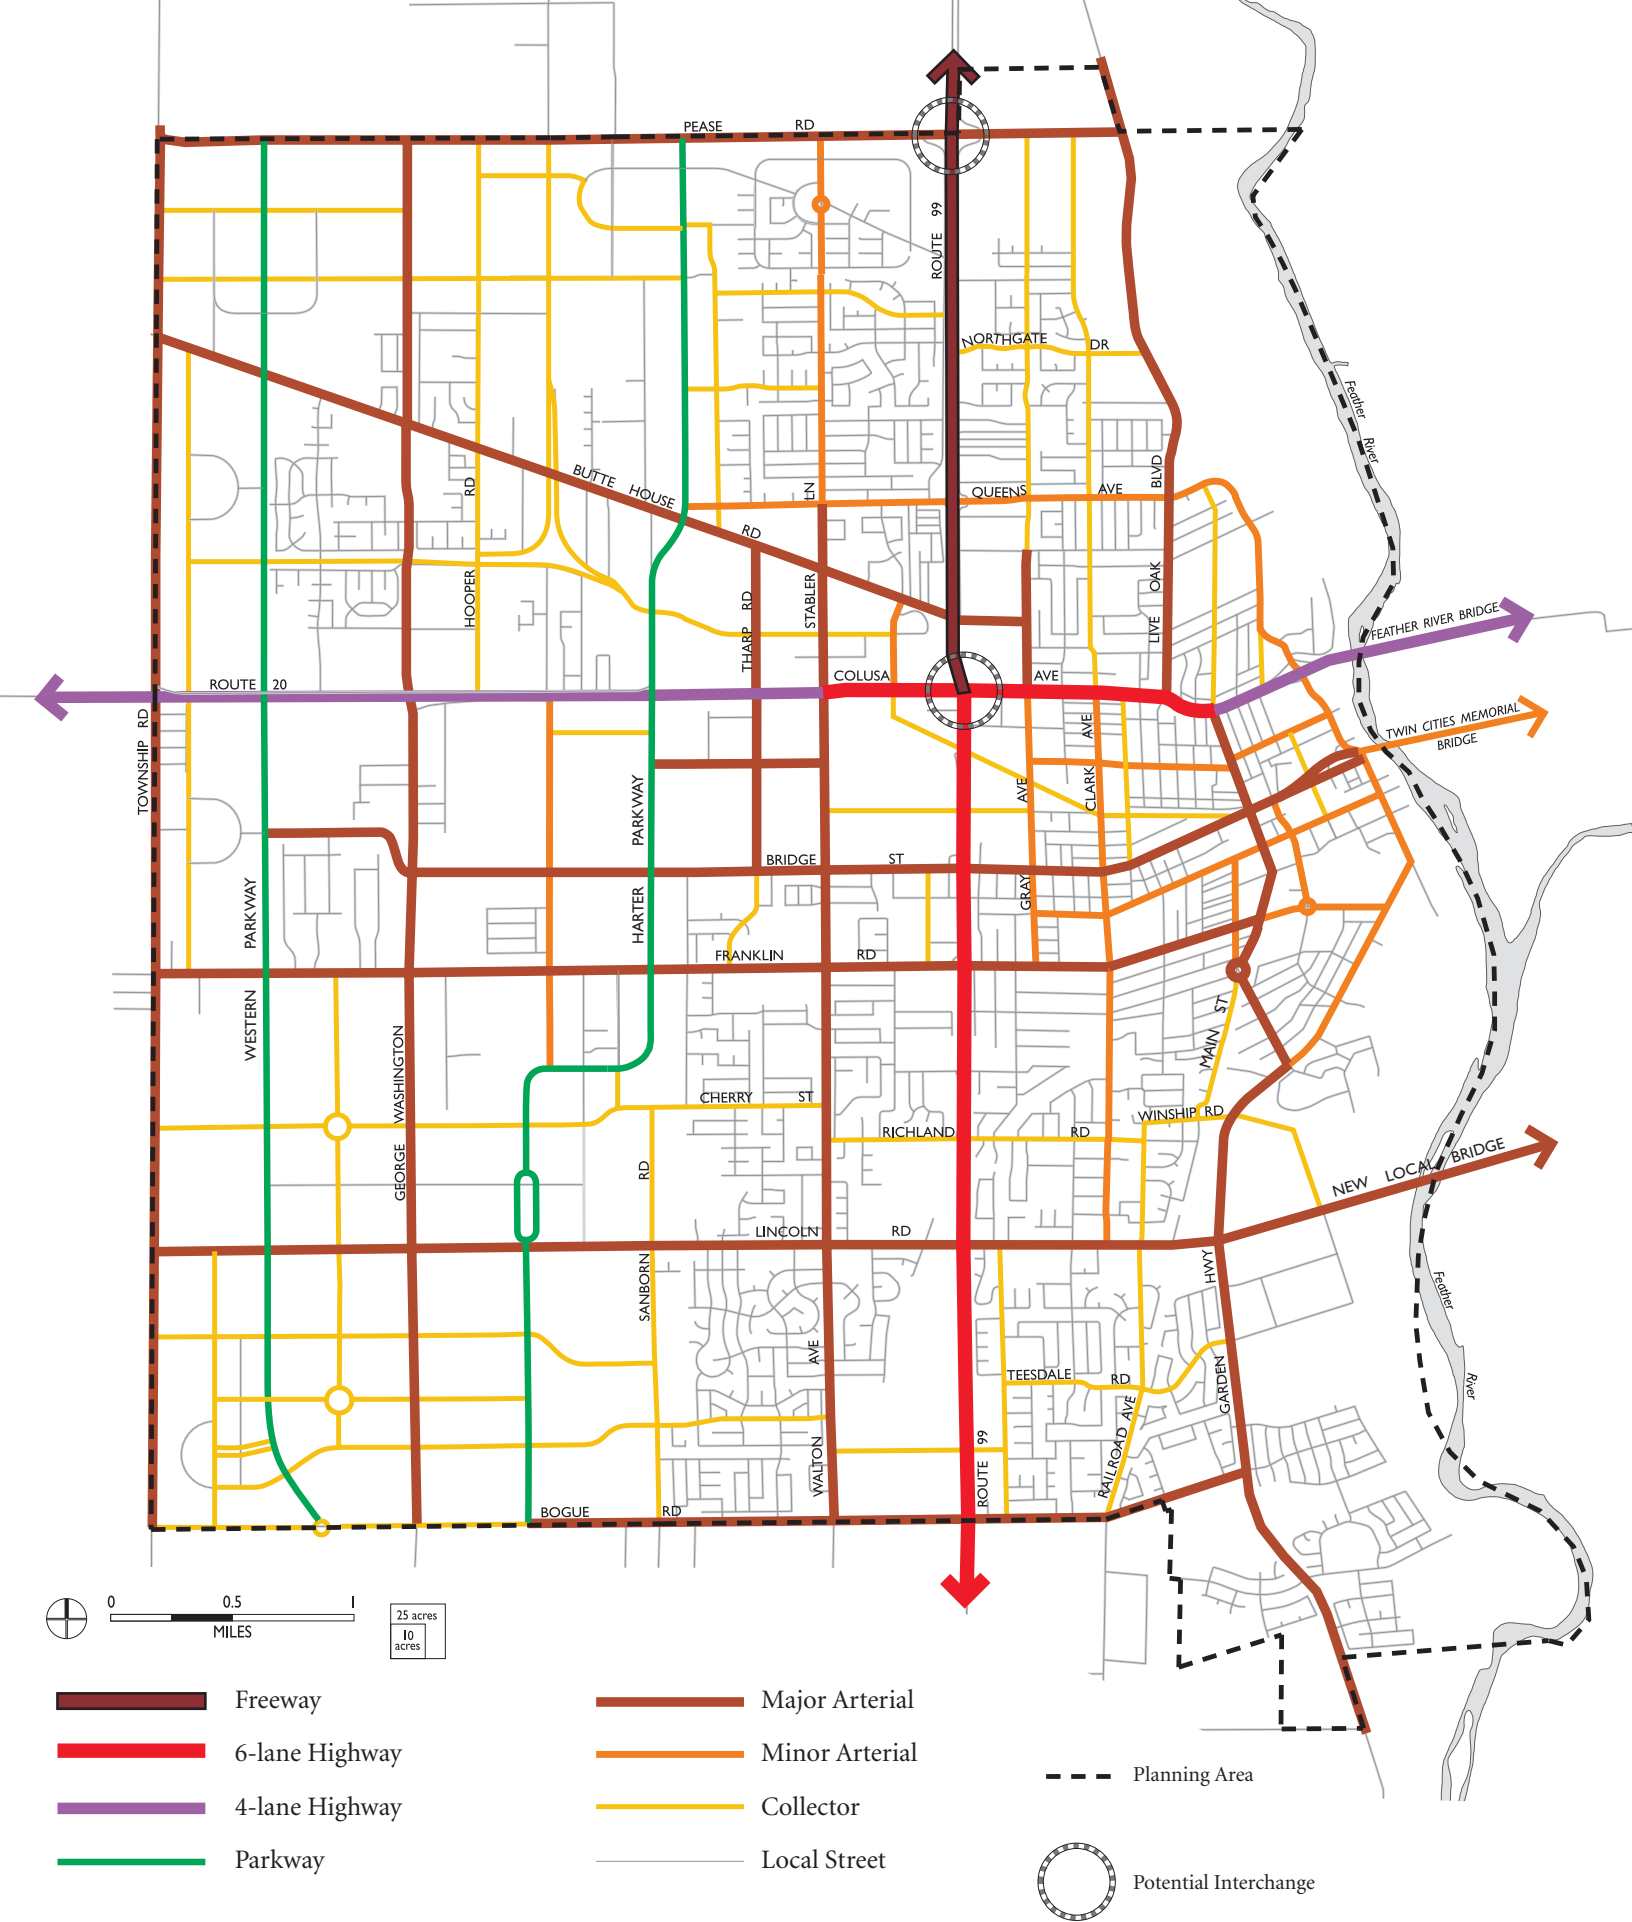 PEASE RD
ROUTE 99
NORTHGATE DR
Feather
River
BUTTE HOUSE RD
RD
HOOPER
LN
STABLER
QUEENS AVE
BLVD
OAK
LIVE
THARP RD
FEATHER RIVER BRIDGE
ROUTE 20
COLUSA AVE
TOWNSHIP RD
TWIN CITIES MEMORIAL
BRIDGE
AVE
CLARK
AVE
GRAY
PARKWAY
HARTER
BRIDGE ST
PARKWAY
WESTERN
FRANKLIN RD
WASHINGTON
GEORGE
MAIN ST
CHERRY ST
WINSHIP RD
RICHLAND RD
RD
SANBORN
NEW LOCAL BRIDGE
LINCOLN RD
HWY
GARDEN
Feather
River
AVE
WALTON
TEESDALE RD
RAILROAD AVE
ROUTE 99
BOGUE RD
0 0.5 1
MILES
25 acres
10
acres
Freeway
6-lane Highway
4-lane Highway
Parkway
Major Arterial
Minor Arterial
Collector
Local Street
Planning Area
Potential Interchange